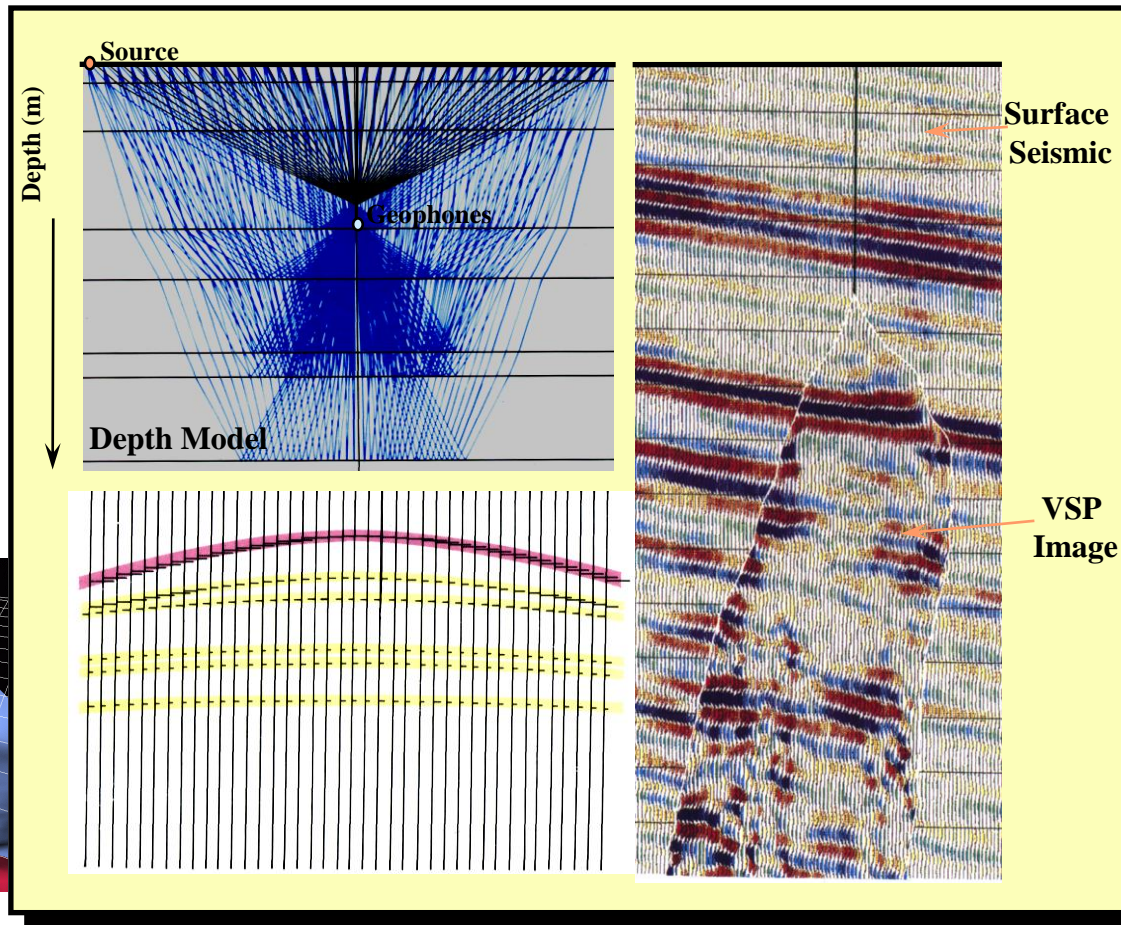 Source
Depth (m)
Geophones
Depth Model
Surface
Seismic
VSP
Image